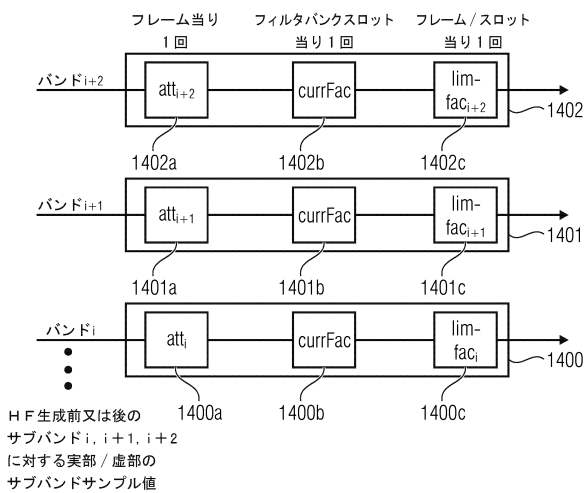 フレーム当り フィルタバンクスロット フレーム/スロット
1回 当り1回 当り1回
バンドi+2 atti+2 currFac lim-
faci+2
1402
1402a 1402b 1402c
バンドi+1 atti+1 currFac lim-
faci+1
1401
1401a 1401b 1401c
バンドi atti currFac lim-
faci
1400
1400a 1400b 1400c
HF生成前又は後の
サブバンドi, i+1, i+2
に対する実部/虚部の
サブバンドサンプル値